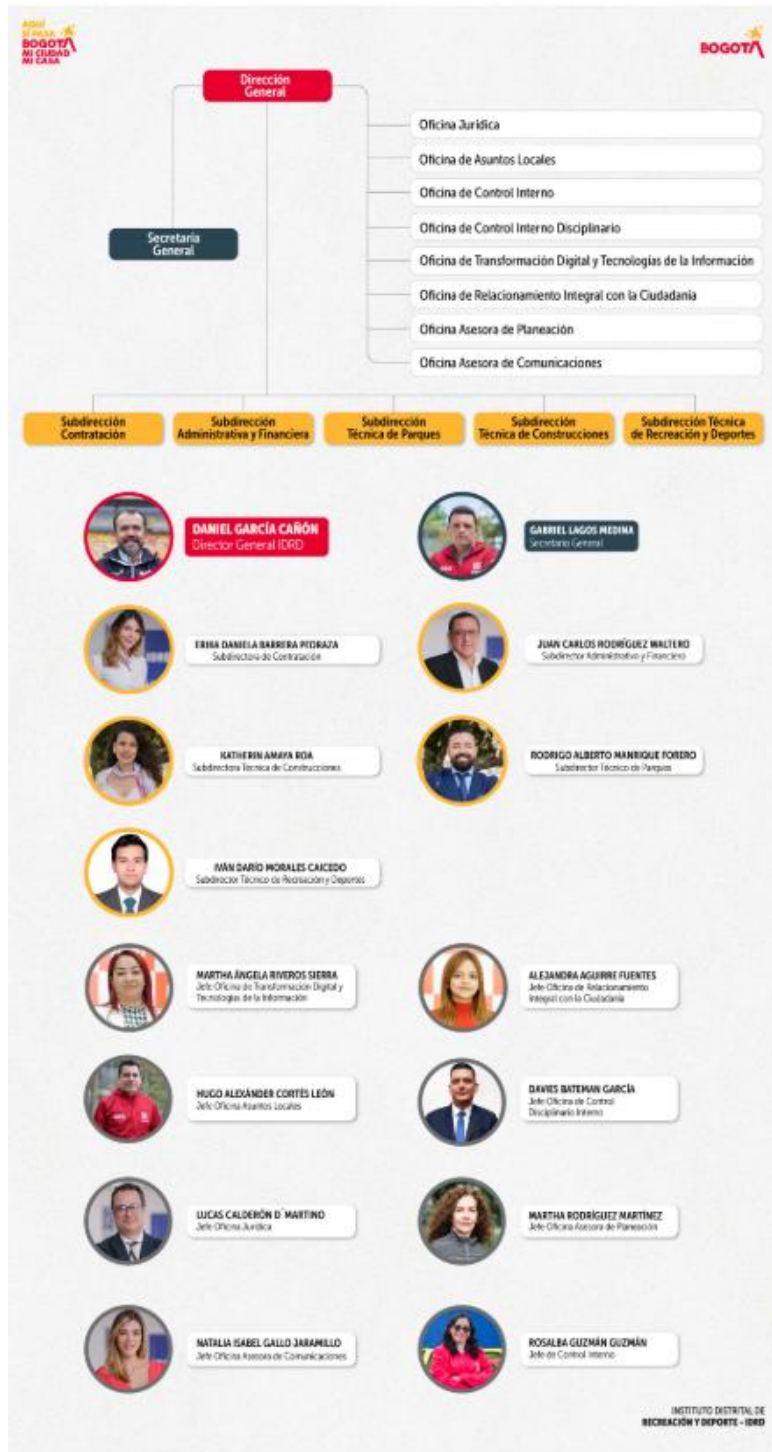 AQUÍ
SÍ PASA
BOGOTÁ
MI CIUDAD
MI CASA
BOGOTÁ
Dirección
General
Oficina Jurídica
Oficina de Asuntos Locales
Oficina de Control Interno
Oficina de Control Interno Disciplinario
Secretaría
General
Oficina de Transformación Digital y Tecnologías de la Información
Oficina de Relacionamiento Integral con la Ciudadanía
Oficina Asesora de Planeación
Oficina Asesora de Comunicaciones
Subdirección
Contratación
Subdirección
Administrativa y Financiera
Subdirección
Técnica de Parques
Subdirección
Técnica de Construcciones
Subdirección Técnica
de Recreación y Deportes
DANIEL GARCÍA CAÑÓN
Director General IDRD
GABRIEL LAGOS MEDINA
Secretario General
DANIELA BARRERA PEDRAZA
Subdirectora de Contratación
JUAN CARLOS RODRÍGUEZ WALTERO
Subdirector Administrativo y Financiero
KATHERIN AMAYA ROA
Subdirectora Técnica de Construcciones
RODRIGO ALBERTO MANRIQUE FORERO
Subdirector Técnico de Parques
IVÁN DARÍO MORALES CAICEDO
Subdirector Técnico de Recreación y Deportes
MARTHA ÁNGELA RIVEROS SIERRA
Jefe Oficina de Transformación Digital y
Tecnologías de la Información
ALEJANDRA AGUIRRE FUENTES
Jefe Oficina de Relacionamiento
Integral con la Ciudadanía
HUGO ALEXÁNDER CORTÉS LEÓN
Jefe Oficina Asuntos Locales
DAVIES BATEMAN GARCÍA
Jefe Oficina de Control
Disciplinario Interno
LUCAS CALDERÓN D´MARTINO
Jefe Oficina Jurídica
MARTHA RODRÍGUEZ MARTÍNEZ
Jefe Oficina Asesora de Planeación
NATALIA ISABEL GALLO JARAMILLO
Jefe Oficina Asesora de Comunicaciones
ROSALBA GUZMÁN GUZMÁN
Jefe de Control Interno
INSTITUTO DISTRITAL DE
RECREACIÓN Y DEPORTE - IDRD